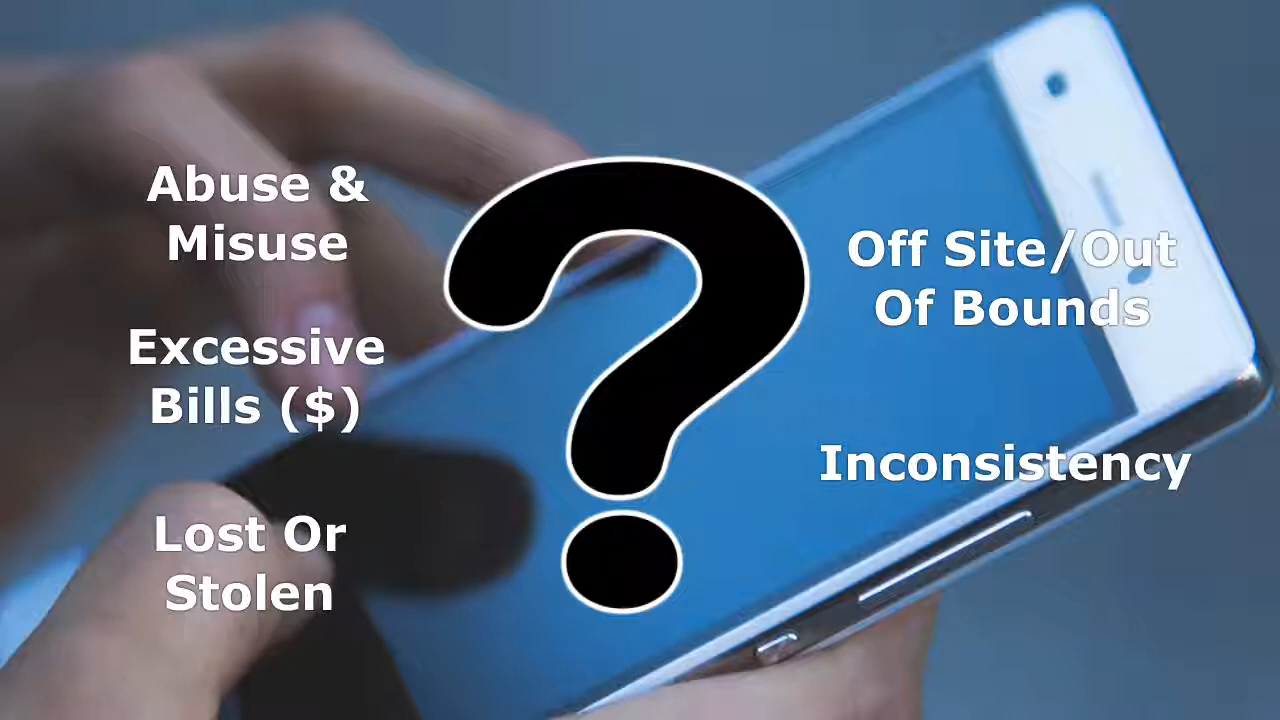 Abuse &
Misuse
Excessive
Bills ($)
Lost Or
Stolen
?
Off Site/Out
Of Bounds
Inconsistency